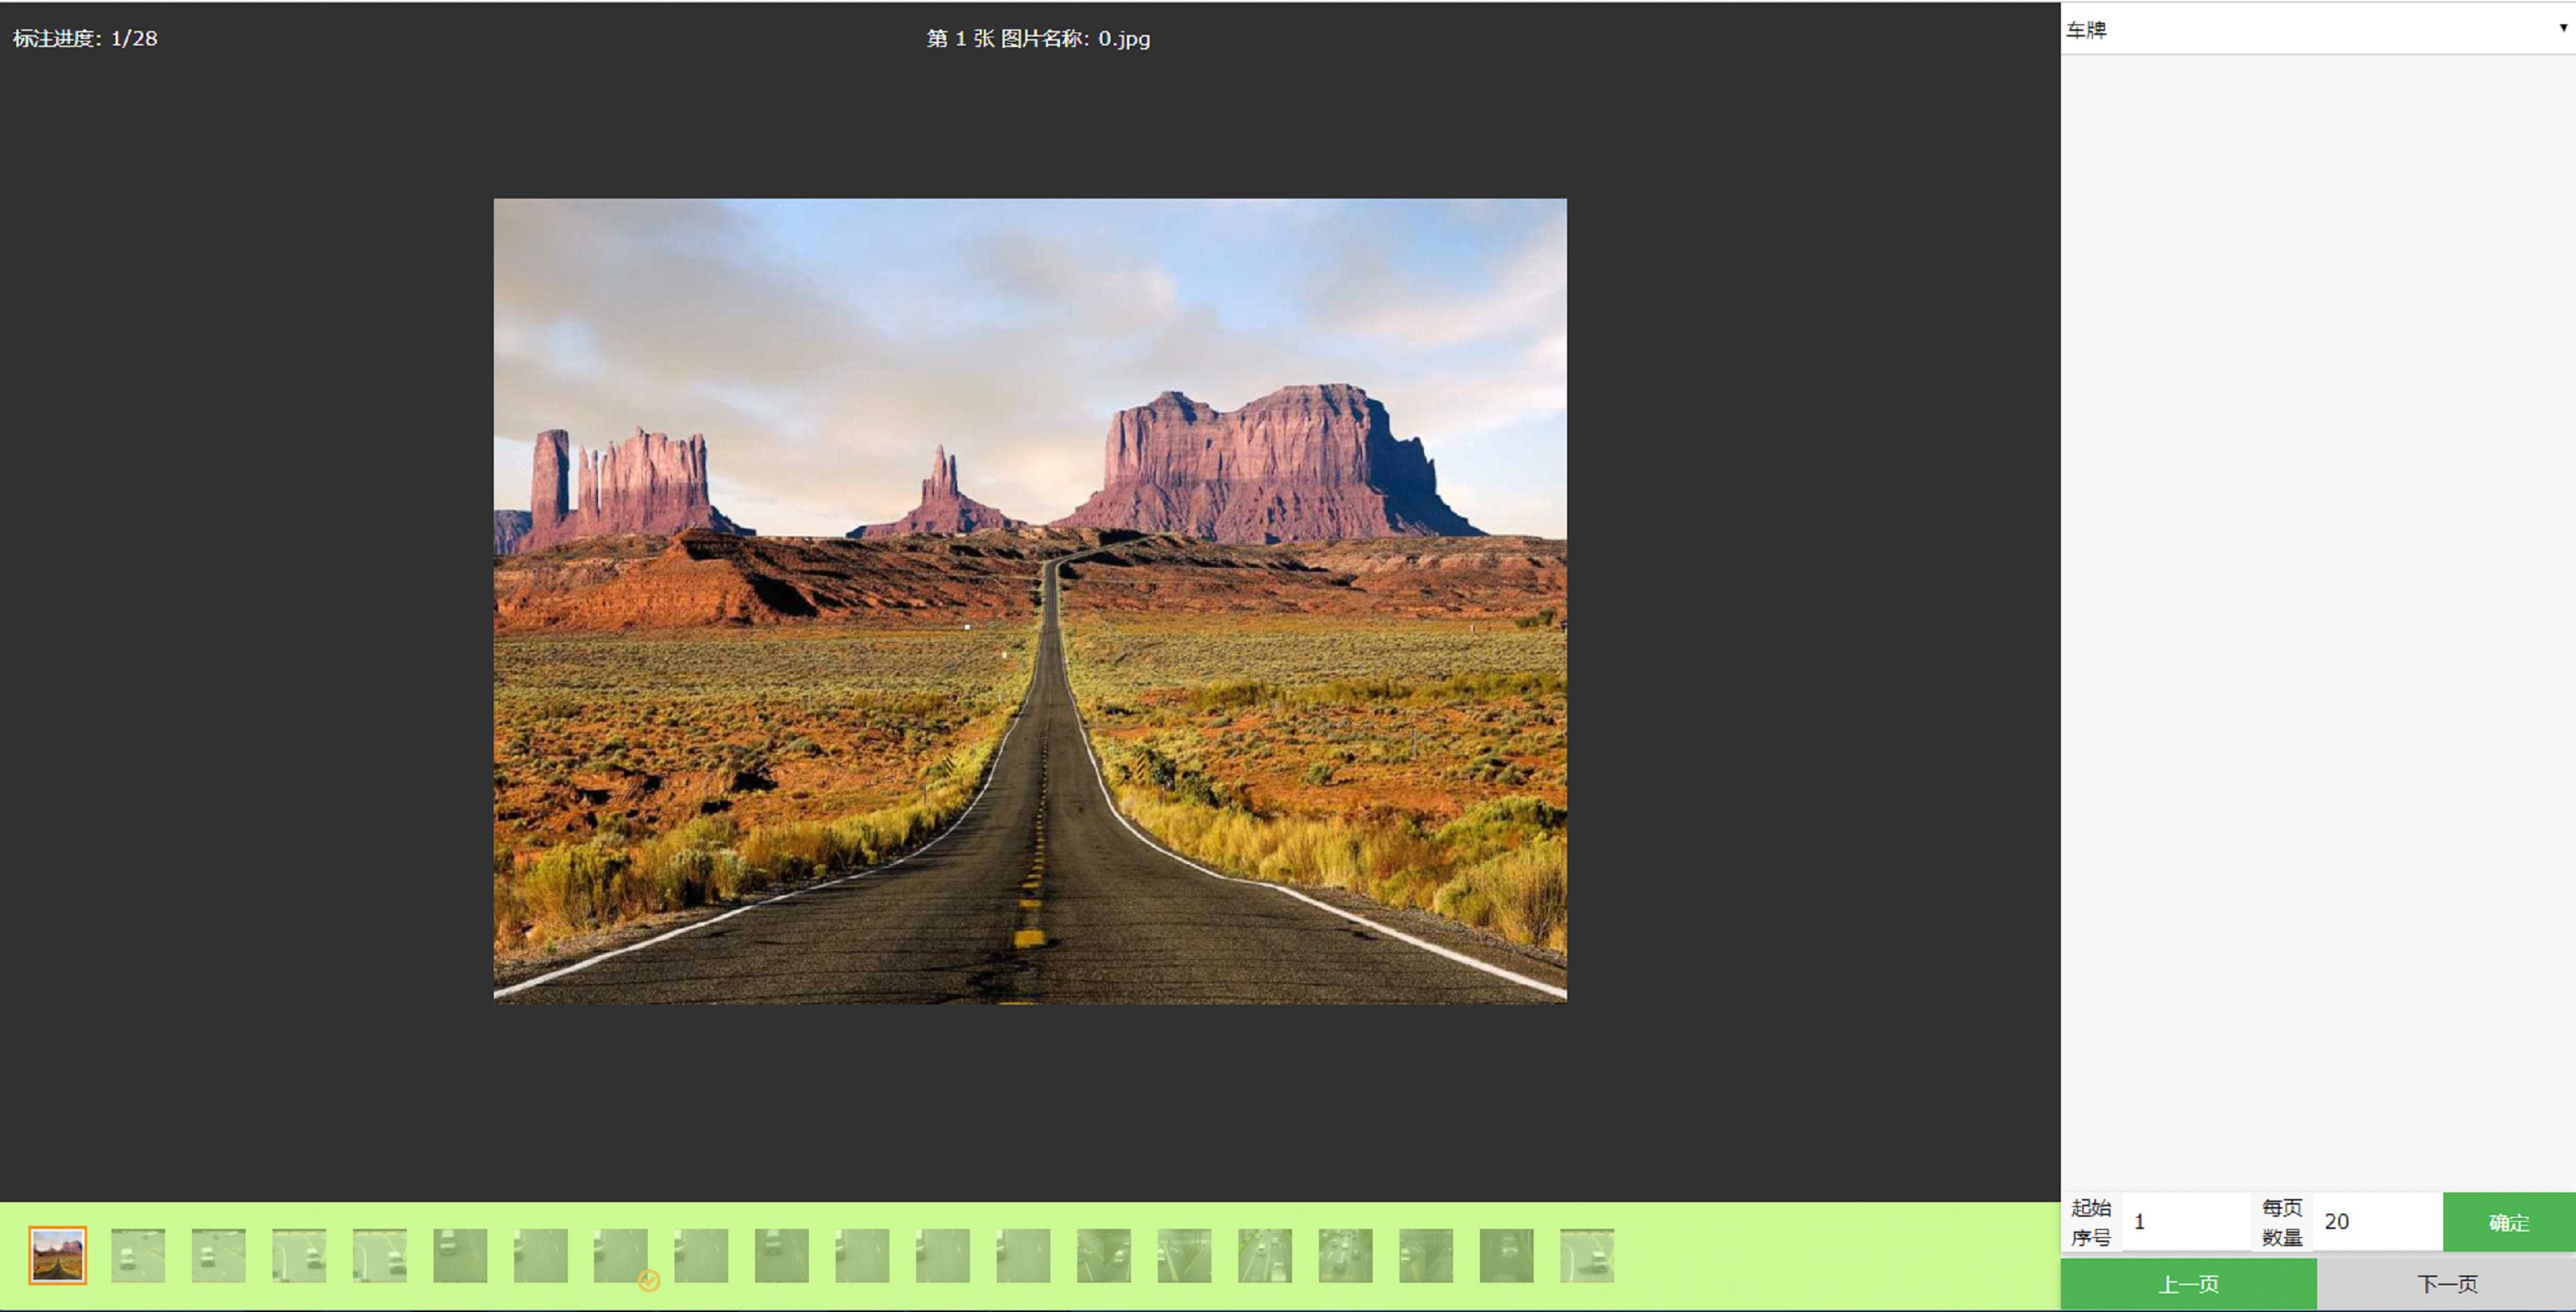 标注进度: 1/28
第 1 张 图片名称: 0.jpg
车牌
起始
序号
1
每页
数量
20
确定
上一页
下一页